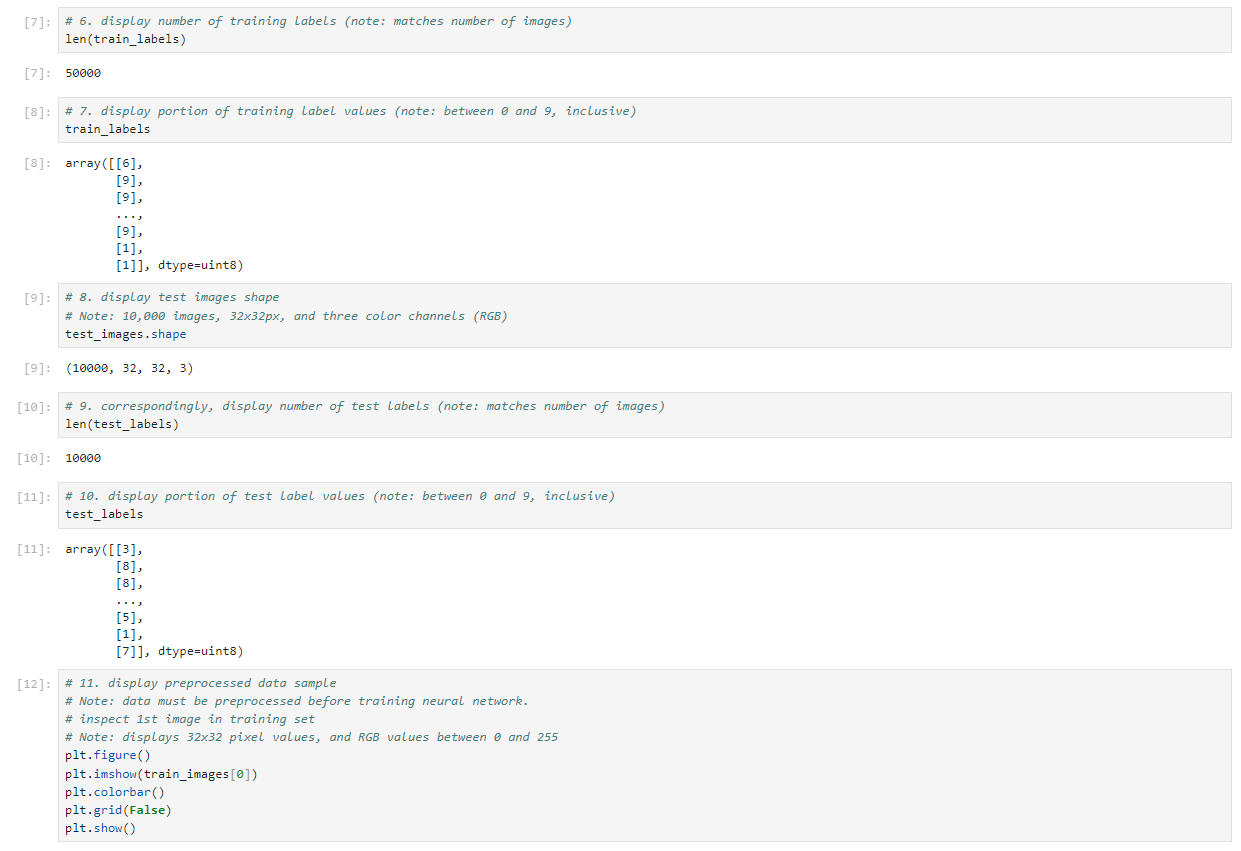 [7]: # 6. display number of training labels (note: matches number of images)
len(train_labels)
[7]: 50000
[8]: # 7. display portion of training label values (note: between 0 and 9, inclusive)
train_labels
[8]: array([[6],
[9],
[9],
...,
[9],
[1],
[1]], dtype=uint8)
[9]: # 8. display test images shape
# Note: 10,000 images, 32x32px, and three color channels (RGB)
test_images.shape
[9]: (10000, 32, 32, 3)
[10]: # 9. correspondingly, display number of test labels (note: matches number of images)
len(test_labels)
[10]: 10000
[11]: # 10. display portion of test label values (note: between 0 and 9, inclusive)
test_labels
[11]: array([[3],
[8],
[8],
...,
[5],
[1],
[7]], dtype=uint8)
[12]: # 11. display preprocessed data sample
# Note: data must be preprocessed before training neural network.
# inspect 1st image in training set
# Note: displays 32x32 pixel values, and RGB values between 0 and 255
plt.figure()
plt.imshow(train_images[0])
plt.colorbar()
plt.grid(False)
plt.show()